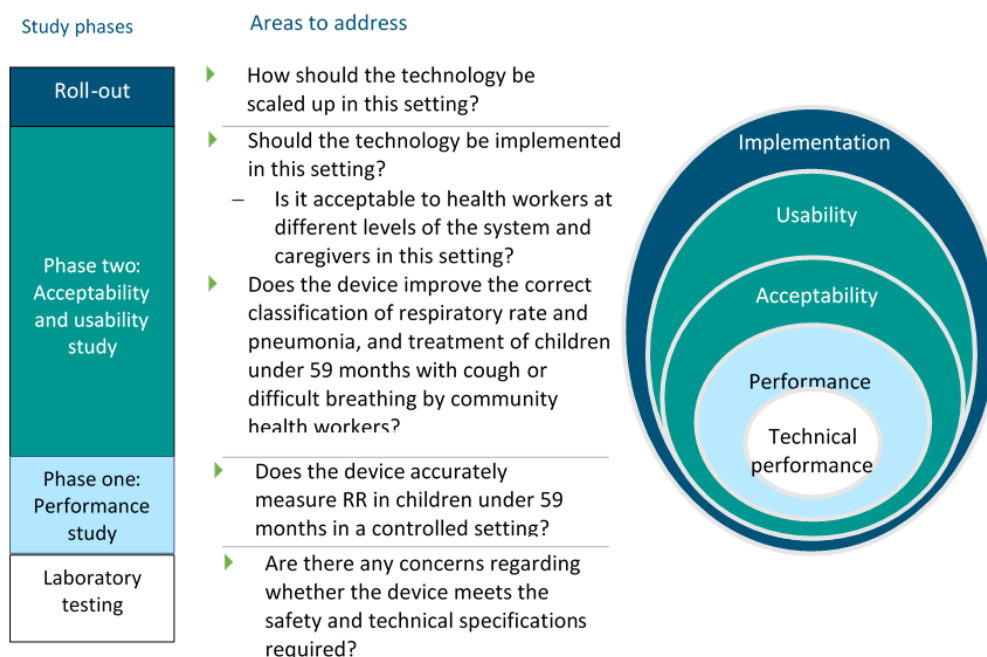 Study phases
Areas to address
Roll-out
How should the technology be
scaled up in this setting?
Phase two:
Acceptability
and usability
study
Should the technology be implemented
in this setting?
– Is it acceptable to health workers at
different levels of the system and
caregivers in this setting?
Does the device improve the correct
classification of respiratory rate and
pneumonia, and treatment of children
under 59 months with cough or
difficult breathing by community
health workers?
Phase one:
Performance
study
Does the device accurately
measure RR in children under 59
months in a controlled setting?
Laboratory
testing
Are there any concerns regarding
whether the device meets the
safety and technical specifications
required?
Implementation
Usability
Acceptability
Performance
Technical
performance